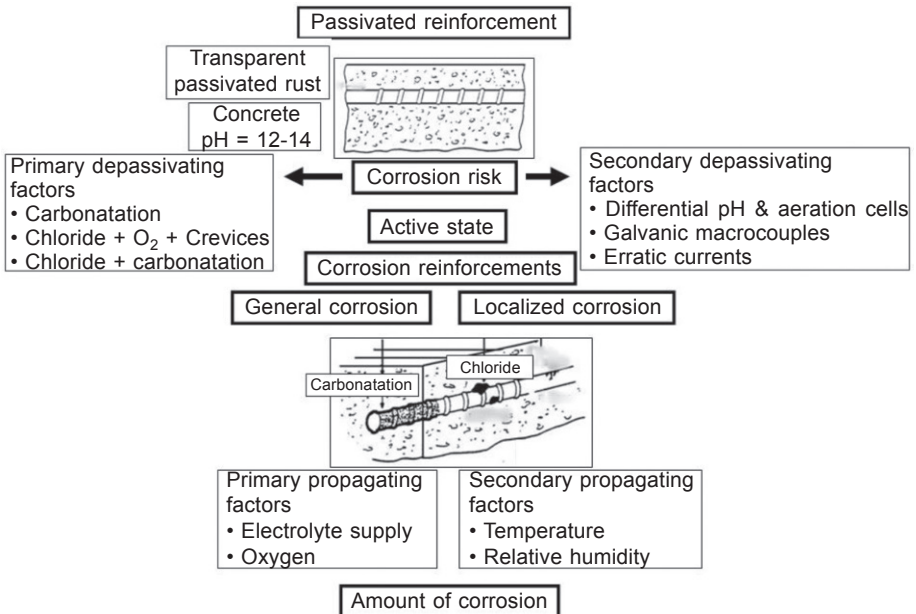 Passivated reinforcement
Transparent
passivated rust
Concrete
pH = 12-14
Primary depassivating
factors
• Carbonatation
• Chloride + O₂ + Crevices
• Chloride + carbonatation
Corrosion risk
Secondary depassivating
factors
• Differential pH & aeration cells
• Galvanic macrocouples
• Erratic currents
Active state
Corrosion reinforcements
General corrosion
Localized corrosion
Carbonatation
Chloride
Primary propagating
factors
• Electrolyte supply
• Oxygen
Secondary propagating
factors
• Temperature
• Relative humidity
Amount of corrosion